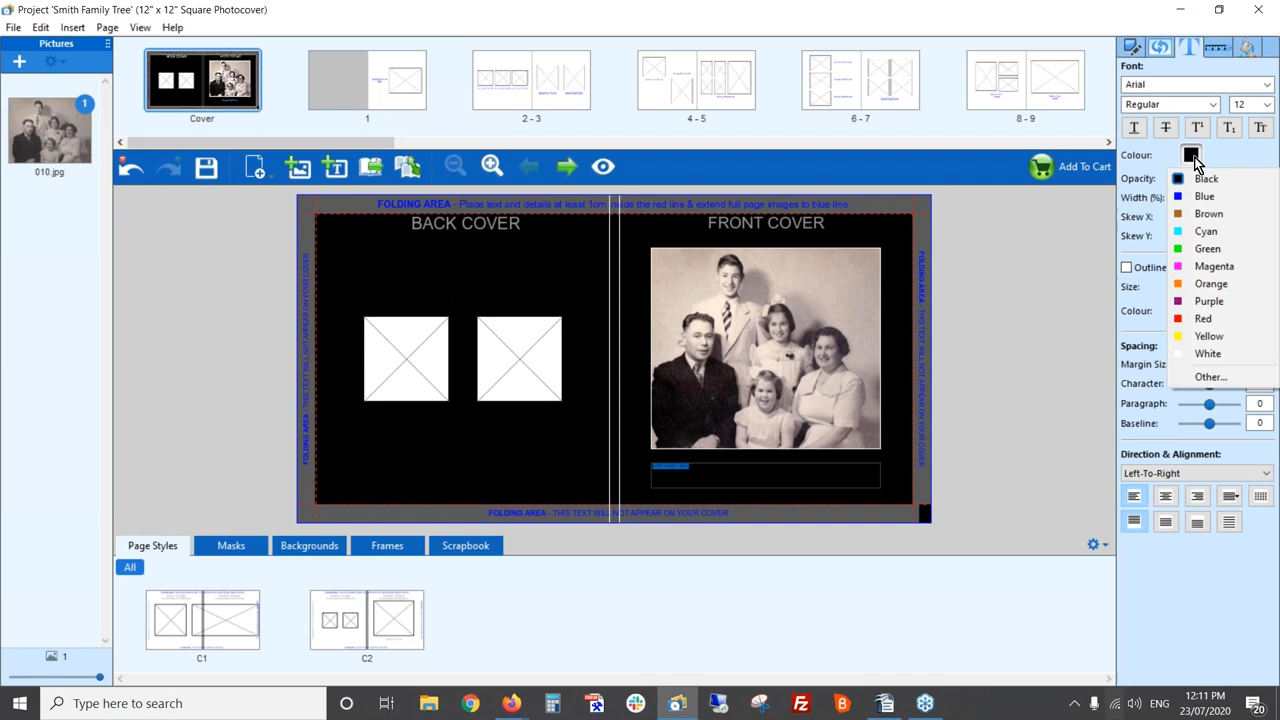 Project 'Smith Family Tree' (12" x 12" Square Photocover)
File Edit Insert Page View Help
Pictures
1
010.jpg
1
Cover
1
2 - 3
4 - 5
6 - 7
8 - 9
Add To Cart
FOLDING AREA - Place text and details at least 1cm inside the red line & extend full page images to blue line.
BACK COVER
FRONT COVER
FOLDING AREA - THIS TEXT WILL NOT APPEAR ON YOUR COVER
FOLDING AREA - THIS TEXT WILL NOT APPEAR ON YOUR COVER
FOLDING AREA - THIS TEXT WILL NOT APPEAR ON YOUR COVER
Page Styles
Masks
Backgrounds
Frames
Scrapbook
All
C1
C2
Font:
Arial
Regular
12
Colour:
Opacity:
Width (%):
Skew X:
Skew Y:
Outline
Size:
Colour:
Black
Blue
Brown
Cyan
Green
Magenta
Orange
Purple
Red
Yellow
White
Other...
Spacing:
Margin Siz
Character:
Paragraph:
0
Baseline:
0
Direction & Alignment:
Left-To-Right
Type here to search
ENG
12:11 PM
23/07/2020
20